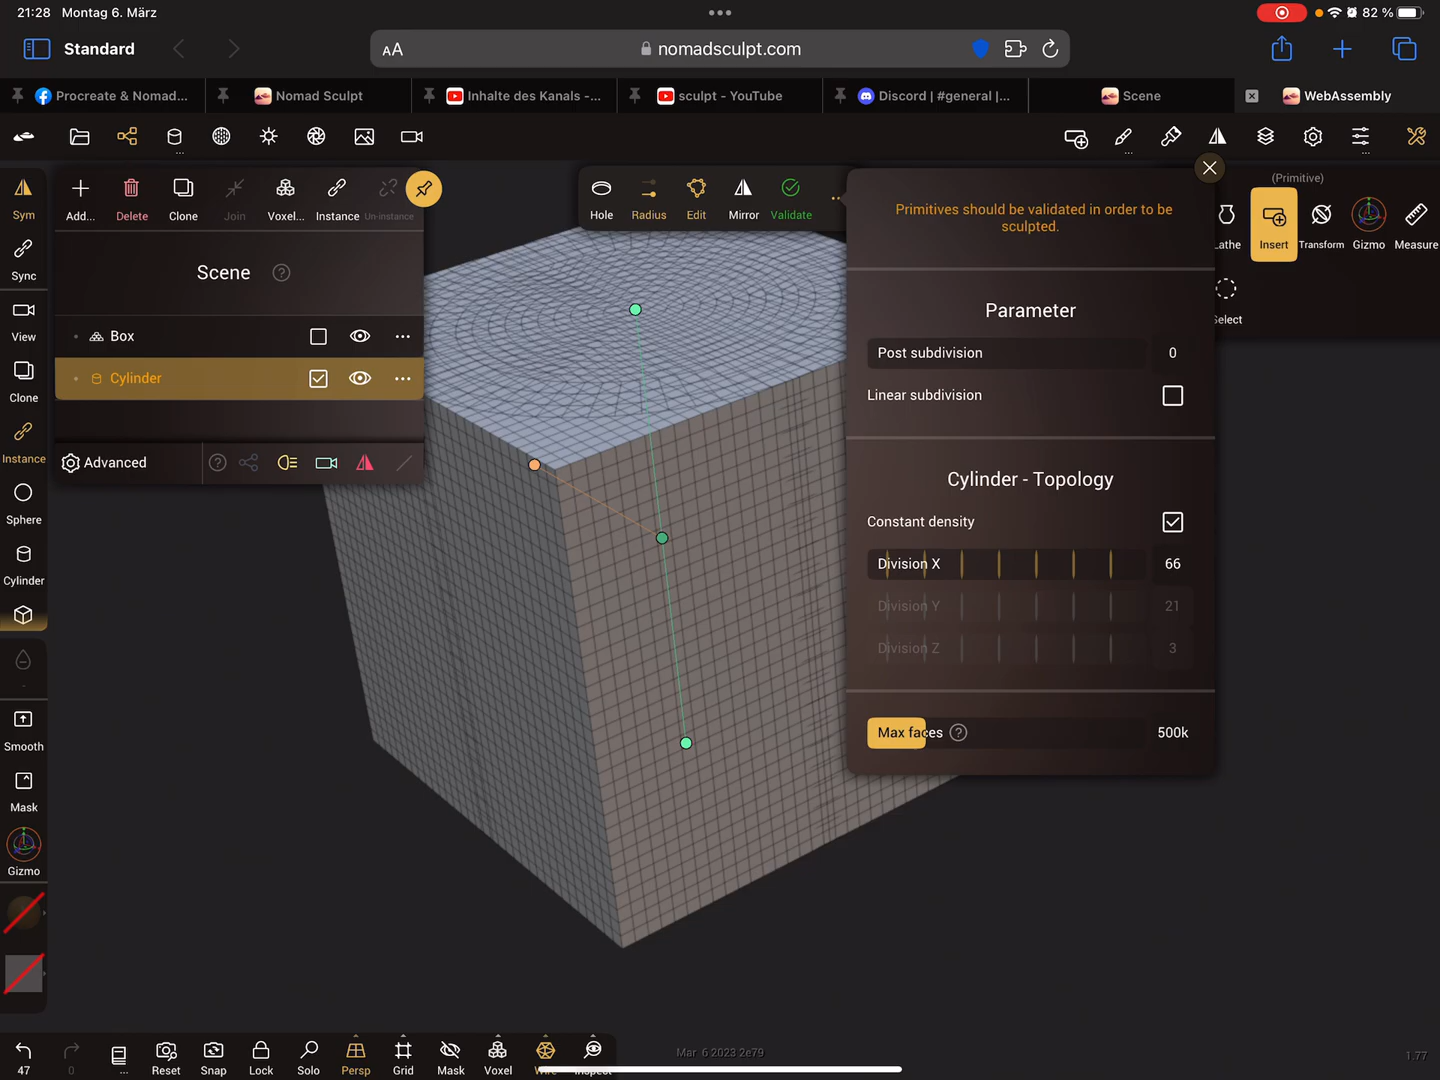 21:28 Montag 6. März
82 %
Standard
AA
nomadsculpt.com
Procreate & Nomad...
Nomad Sculpt
Inhalte des Kanals -...
sculpt - YouTube
Discord | #general |...
Scene
WebAssembly
Sym
Sync
View
Clone
Instance
Sphere
Cylinder
-
Smooth
Mask
Gizmo
Add...
Delete
Clone
Join
Voxel...
Instance
Un-instance
Scene
?
Box
Cylinder
Advanced
?
Hole
Radius
Edit
Mirror
Validate
Primitives should be validated in order to be
sculpted.
Parameter
Post subdivision 0
Linear subdivision
Cylinder - Topology
Constant density
Division X 66
Division Y 21
Division Z 3
Max faces ? 500k
(Primitive)
Insert
Transform
Gizmo
Measure
47
0
Reset
Snap
Lock
Solo
Persp
Grid
Mask
Voxel
Mar 6 2023 2e79
1.77